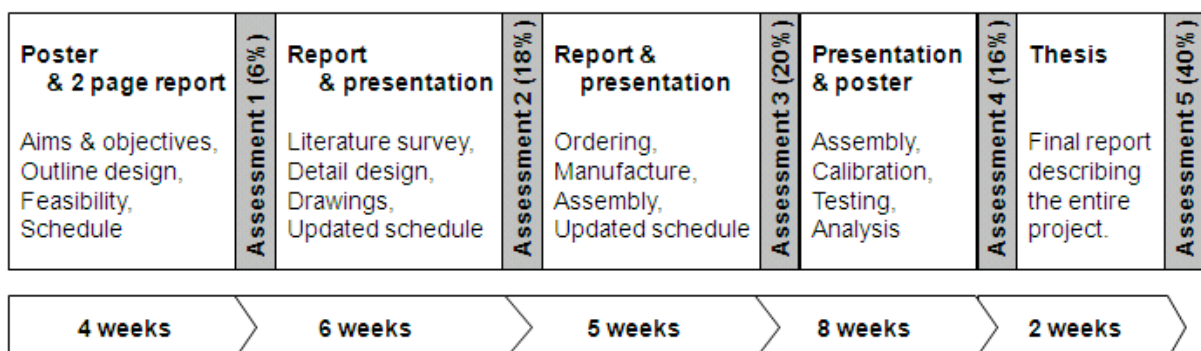 Poster
& 2 page report
Aims & objectives,
Outline design,
Feasibility,
Schedule
Assessment 1 (6%)
Report
& presentation
Literature survey,
Detail design,
Drawings,
Updated schedule
Assessment 2 (18%)
Report &
presentation
Ordering,
Manufacture,
Assembly,
Updated schedule
Assessment 3 (20%)
Presentation
& poster
Assembly,
Calibration,
Testing,
Analysis
Assessment 4 (16%)
Thesis
Final report
describing
the entire
project.
Assessment 5 (40%)
4 weeks
6 weeks
5 weeks
8 weeks
2 weeks